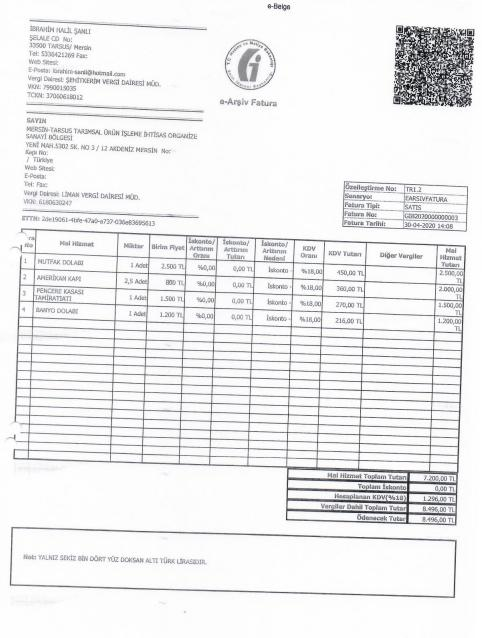 e-Belge
İBRAHİM HALİL ŞANLI
ŞELALE CD No:
33500 TARSUS/ Mersin
Tel: 5338421269 Fax:
Web Sitesi:
E-Posta: ibrahim-sanli@hotmail.com
Vergi Dairesi: ŞEHİTKERİM VERGİ DAİRESİ MÜD.
VKN: 7990015035
TCKN: 37060618012
e-Arşiv Fatura
SAYIN
MERSİN-TARSUS TARIMSAL ÜRÜN İŞLEME İHTİSAS ORGANİZE
SANAYİ BÖLGESİ
YENİ MAH.5302 SK. NO 3 / 12 AKDENİZ MERSİN No:
Kapı No:
/ Türkiye
Web Sitesi:
E-Posta:
Tel: Fax:
Vergi Dairesi: LİMAN VERGİ DAİRESİ MÜD.
VKN: 6180630247
Özelleştirme No: TR1.2
Senaryo: EARSIVFATURA
Fatura Tipi: SATIS
Fatura No: GIB2020000000003
Fatura Tarihi: 30-04-2020 14:08
ETTN: 2de19061-4bfe-47a0-a737-036e83695613
Sıra No Mal Hizmet Miktar Birim Fiyat İskonto/ Arttırım Oranı İskonto/ Arttırım Tutarı İskonto/ Arttırım Nedeni KDV Oranı KDV Tutarı Diğer Vergiler Mal Hizmet Tutarı
1 MUTFAK DOLABI 1 Adet 2.500 TL %0,00 0,00 TL İskonto - %18,00 450,00 TL 2.500,00 TL
2 AMERİKAN KAPI 2,5 Adet 800 TL %0,00 0,00 TL İskonto - %18,00 360,00 TL 2.000,00 TL
3 PENCERE KASASI TAMİRATIATI 1 Adet 1.500 TL %0,00 0,00 TL İskonto - %18,00 270,00 TL 1.500,00 TL
4 BANYO DOLABI 1 Adet 1.200 TL %0,00 0,00 TL İskonto - %18,00 216,00 TL 1.200,00 TL
Mal Hizmet Toplam Tutarı 7.200,00 TL
Toplam İskonto 0,00 TL
Hesaplanan KDV(%18) 1.296,00 TL
Vergiler Dahil Toplam Tutar 8.496,00 TL
Ödenecek Tutar 8.496,00 TL
Not: YALNIZ SEKİZ BİN DÖRT YÜZ DOKSAN ALTI TÜRK LİRASIDIR.